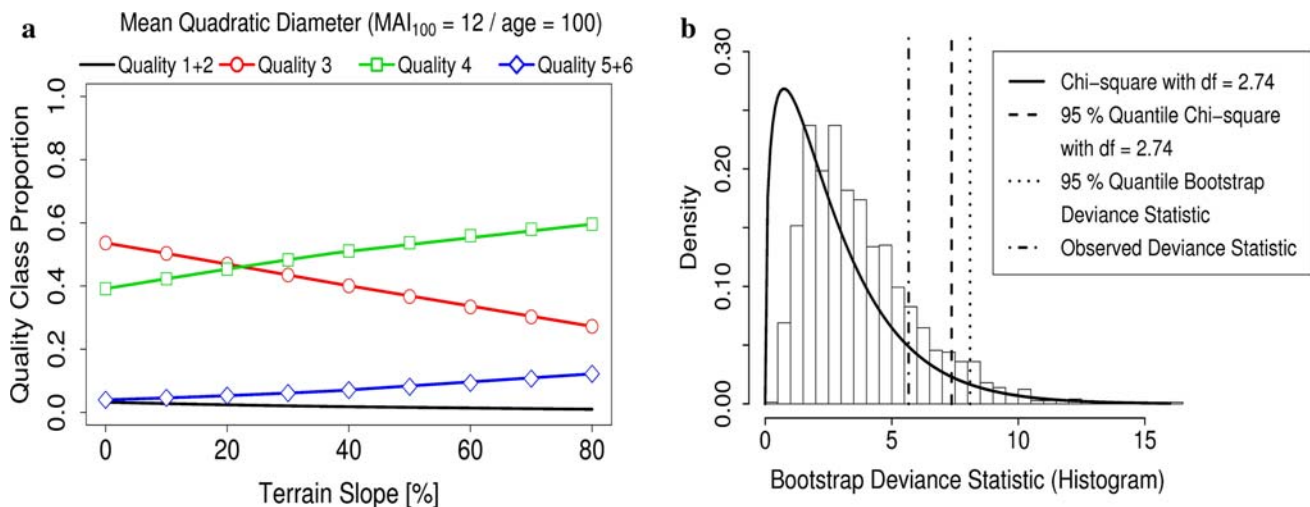 a
Mean Quadratic Diameter (MAI100 = 12 / age = 100)
Quality 1+2 Quality 3 Quality 4 Quality 5+6
Quality Class Proportion
1.0
0.8
0.6
0.4
0.2
0.0
0 20 40 60 80
Terrain Slope [%]
b
Density
0.30
0.20
0.10
0.00
Chi−square with df = 2.74
95 % Quantile Chi−square
with df = 2.74
95 % Quantile Bootstrap
Deviance Statistic
Observed Deviance Statistic
0 5 10 15
Bootstrap Deviance Statistic (Histogram)